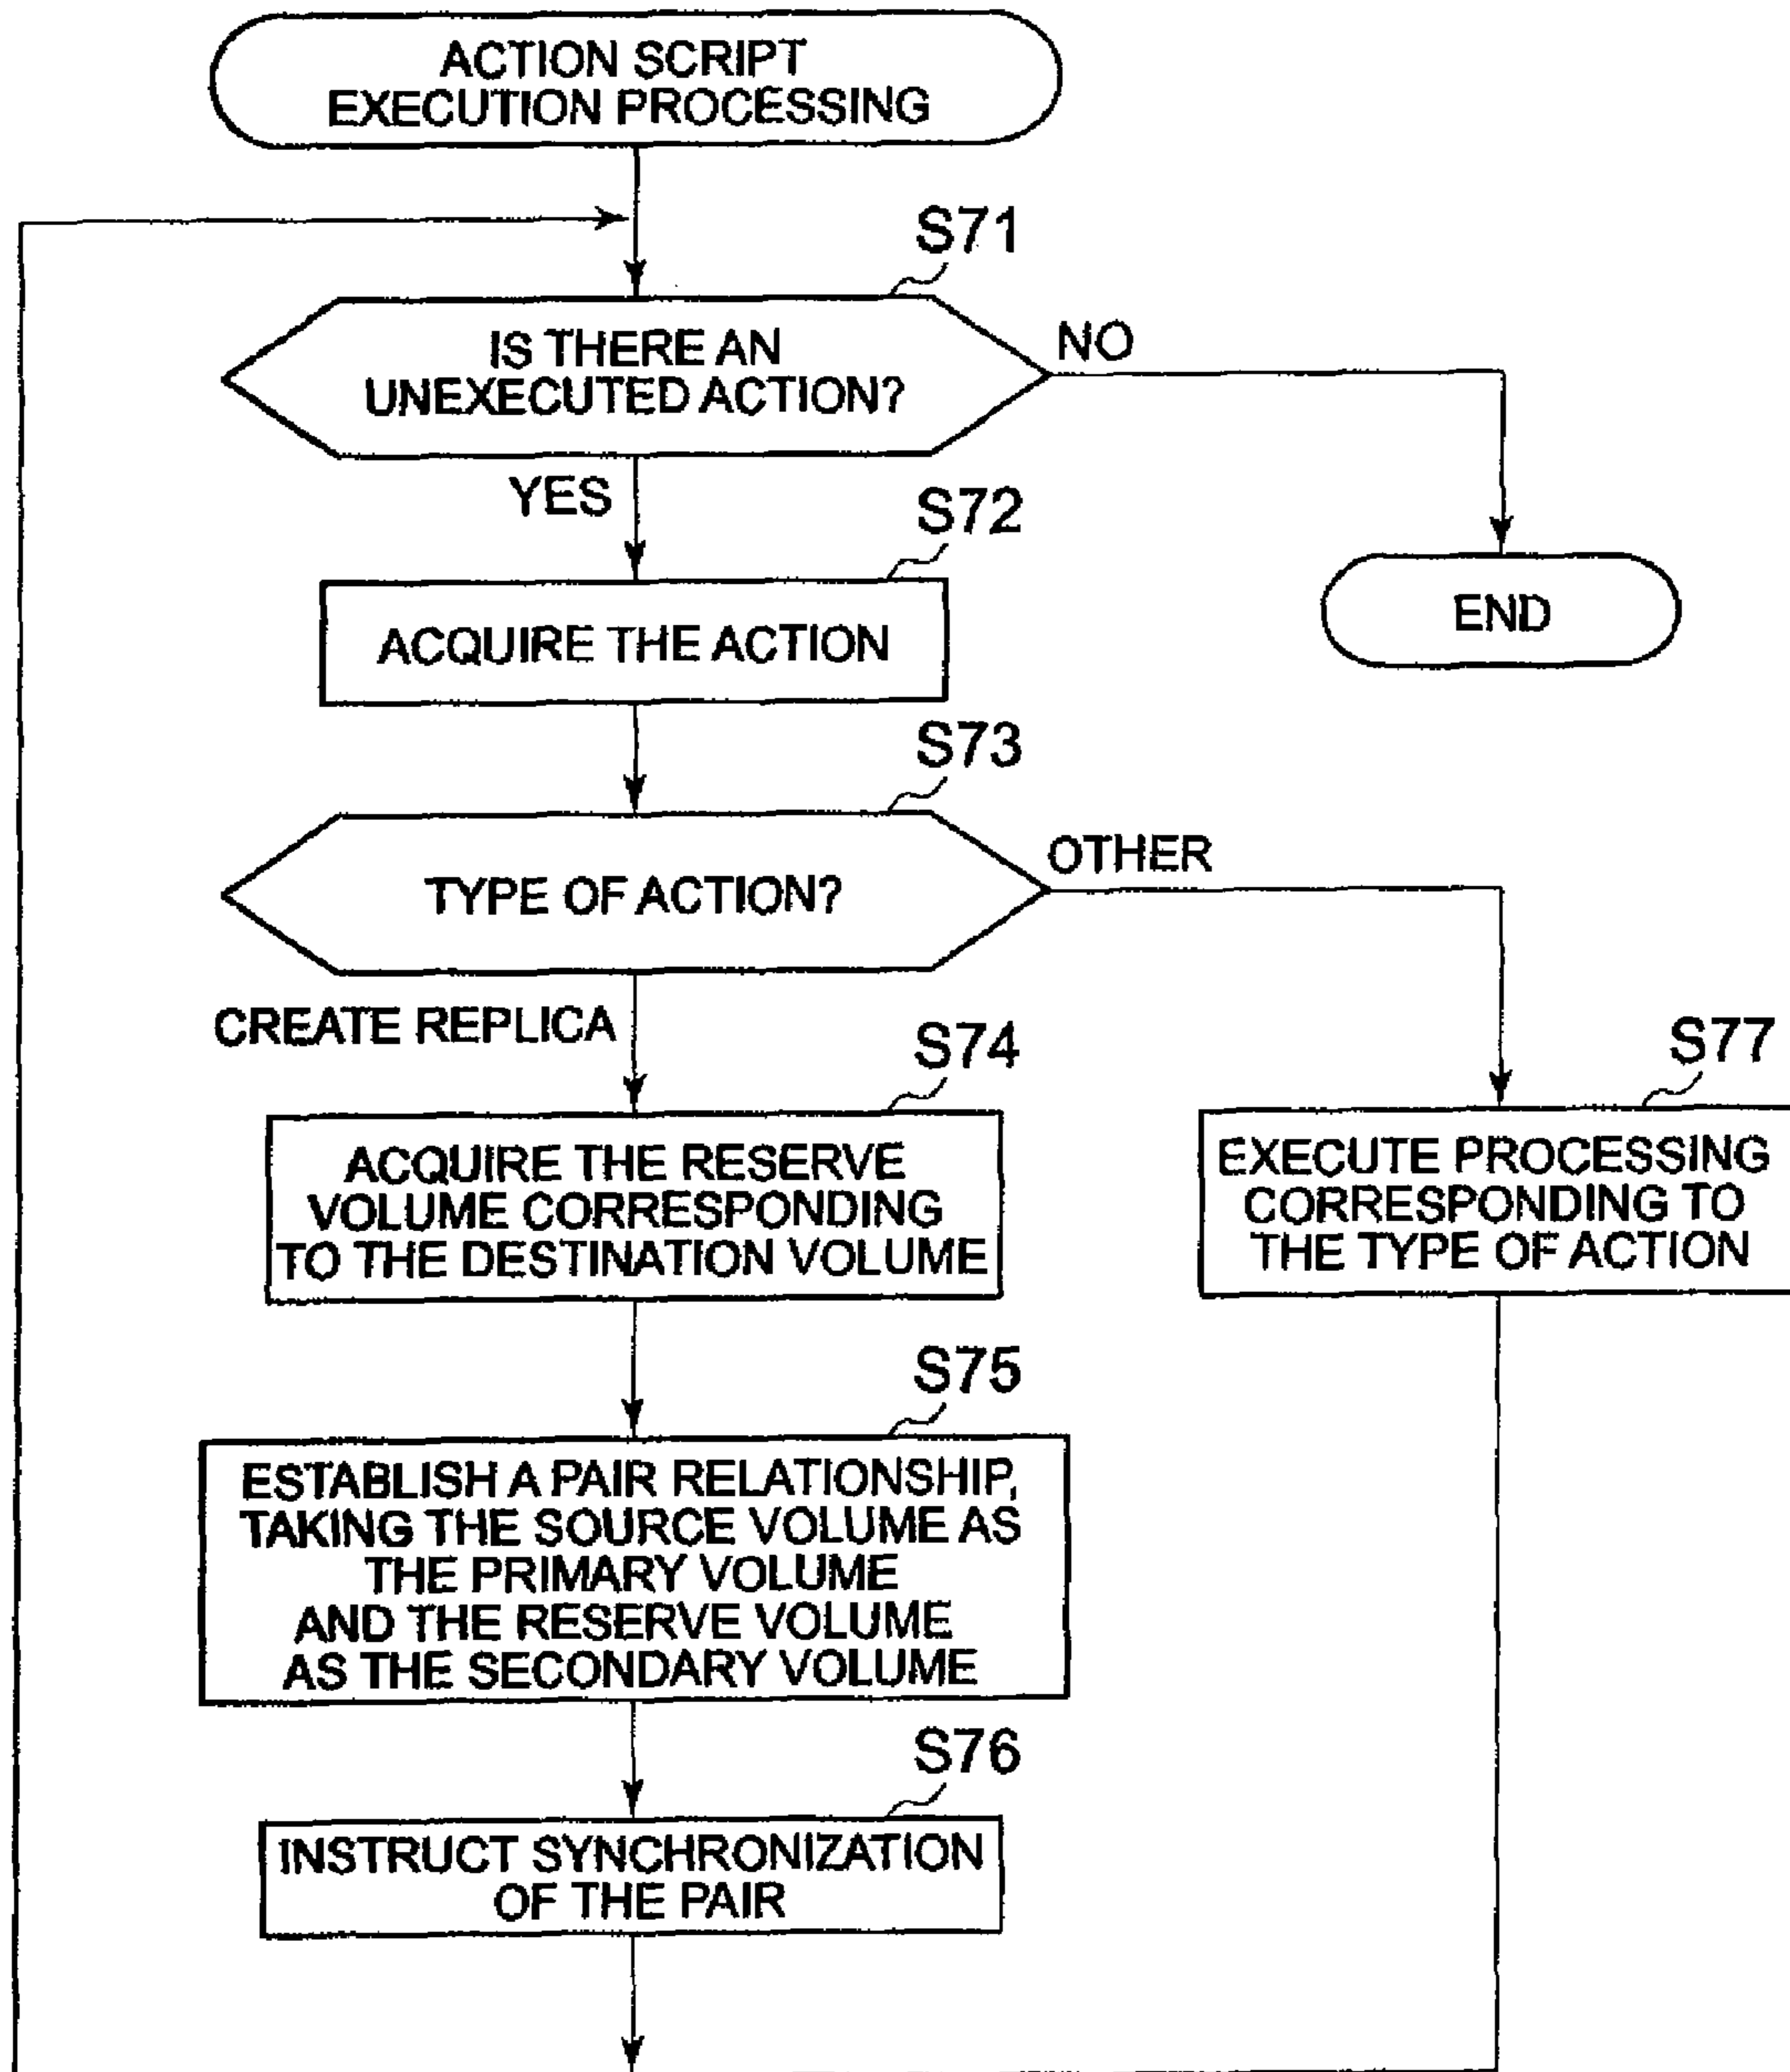 ACTION SCRIPT
EXECUTION PROCESSING
S71
IS THERE AN
UNEXECUTED ACTION?
NO
YES
S72
END
ACQUIRE THE ACTION
S73
TYPE OF ACTION?
OTHER
CREATE REPLICA
S74
S77
ACQUIRE THE RESERVE
VOLUME CORRESPONDING
TO THE DESTINATION VOLUME
EXECUTE PROCESSING
CORRESPONDING TO
THE TYPE OF ACTION
S75
ESTABLISH A PAIR RELATIONSHIP,
TAKING THE SOURCE VOLUME AS
THE PRIMARY VOLUME
AND THE RESERVE VOLUME
AS THE SECONDARY VOLUME
S76
INSTRUCT SYNCHRONIZATION
OF THE PAIR